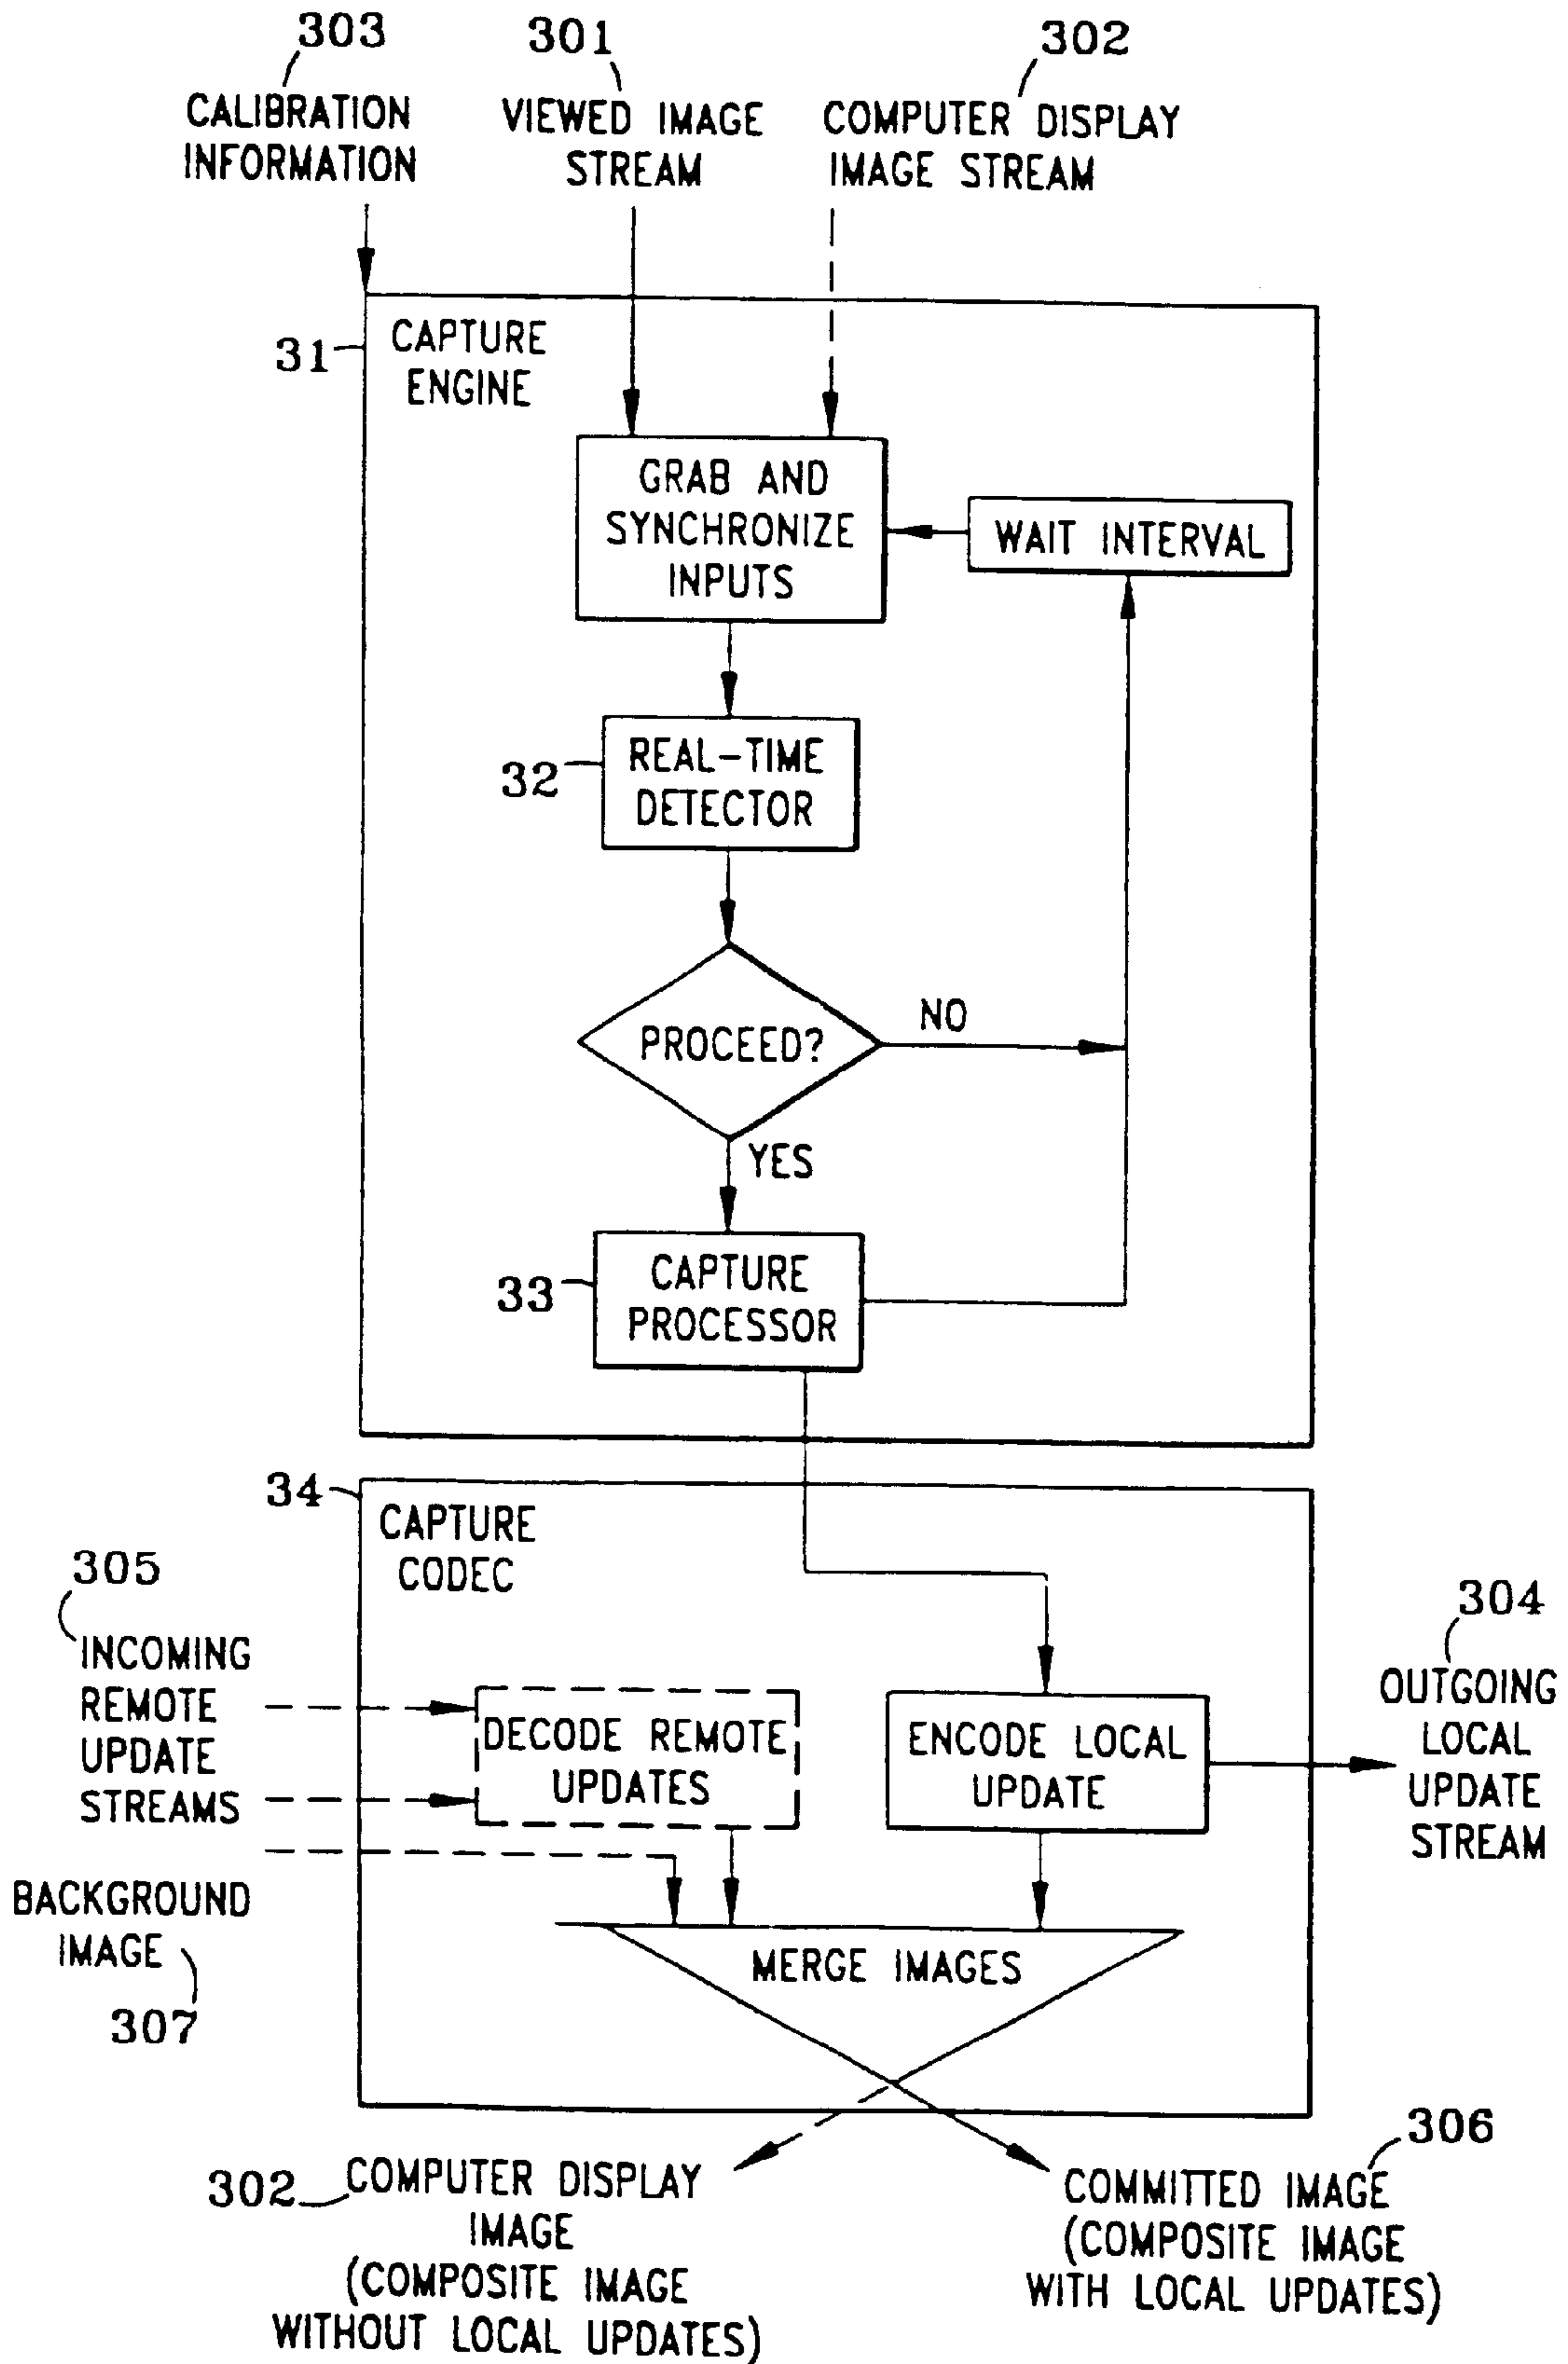 303
301
302
CALIBRATION
INFORMATION
VIEWED IMAGE
STREAM
COMPUTER DISPLAY
IMAGE STREAM
31
CAPTURE
ENGINE
GRAB AND
SYNCHRONIZE
INPUTS
WAIT INTERVAL
32
REAL-TIME
DETECTOR
PROCEED?
NO
YES
33
CAPTURE
PROCESSOR
34
CAPTURE
CODEC
305
INCOMING
REMOTE
UPDATE
STREAMS
DECODE REMOTE
UPDATES
ENCODE LOCAL
UPDATE
304
OUTGOING
LOCAL
UPDATE
STREAM
BACKGROUND
IMAGE
307
MERGE IMAGES
302
COMPUTER DISPLAY
IMAGE
(COMPOSITE IMAGE
WITHOUT LOCAL UPDATES)
306
COMMITTED IMAGE
(COMPOSITE IMAGE
WITH LOCAL UPDATES)